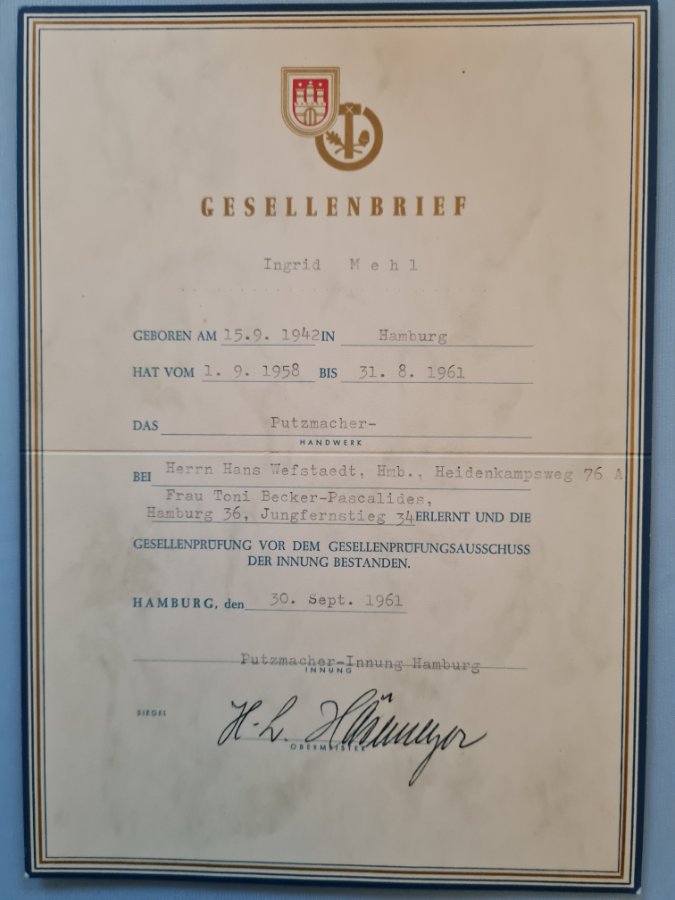 GESELLENBRIEF
Ingrid Mehl
GEBOREN AM 15.9. 1942 IN Hamburg
HAT VOM 1. 9. 1958 BIS 31. 8. 1961
DAS Putzmacher-
HANDWERK
BEI Herrn Hans Wefstaedt, Hmb., Heidenkampsweg 76 A
Frau Toni Becker-Pascalides,
Hamburg 36, Jungfernstieg 34 ERLERNT UND DIE
GESELLENPRÜFUNG VOR DEM GESELLENPRÜFUNGSAUSSCHUSS
DER INNUNG BESTANDEN.
HAMBURG, den 30. Sept. 1961
Putzmacher-Innung Hamburg
INNUNG
SIEGEL
H.-L.
OBERMEISTER